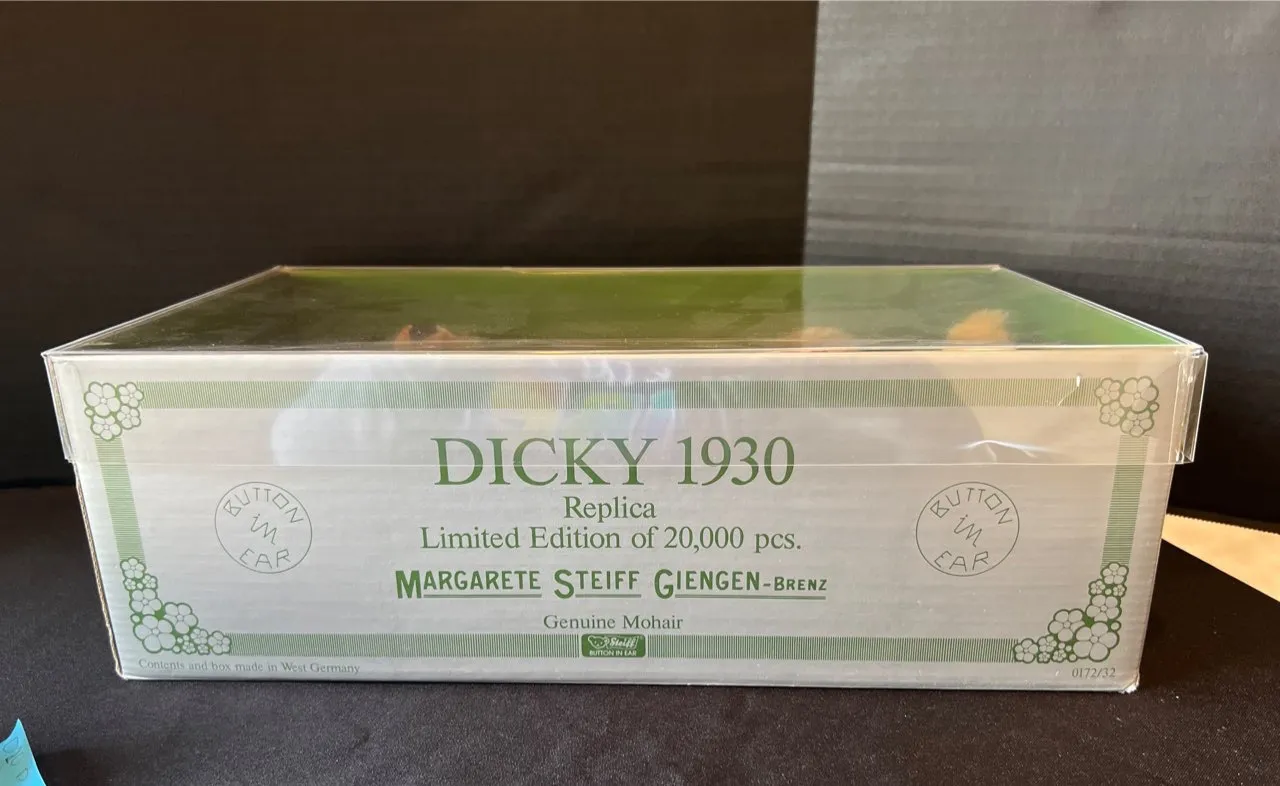 DICKY 1930
Replica
Limited Edition of 20,000 pcs.
BUTTON
im
EAR
BUTTON
im
EAR
MARGARETE STEIFF GIENGEN-BRENZ
Genuine Mohair
Steiff
BUTTON IN EAR
Contents and box made in West Germany
0172/32